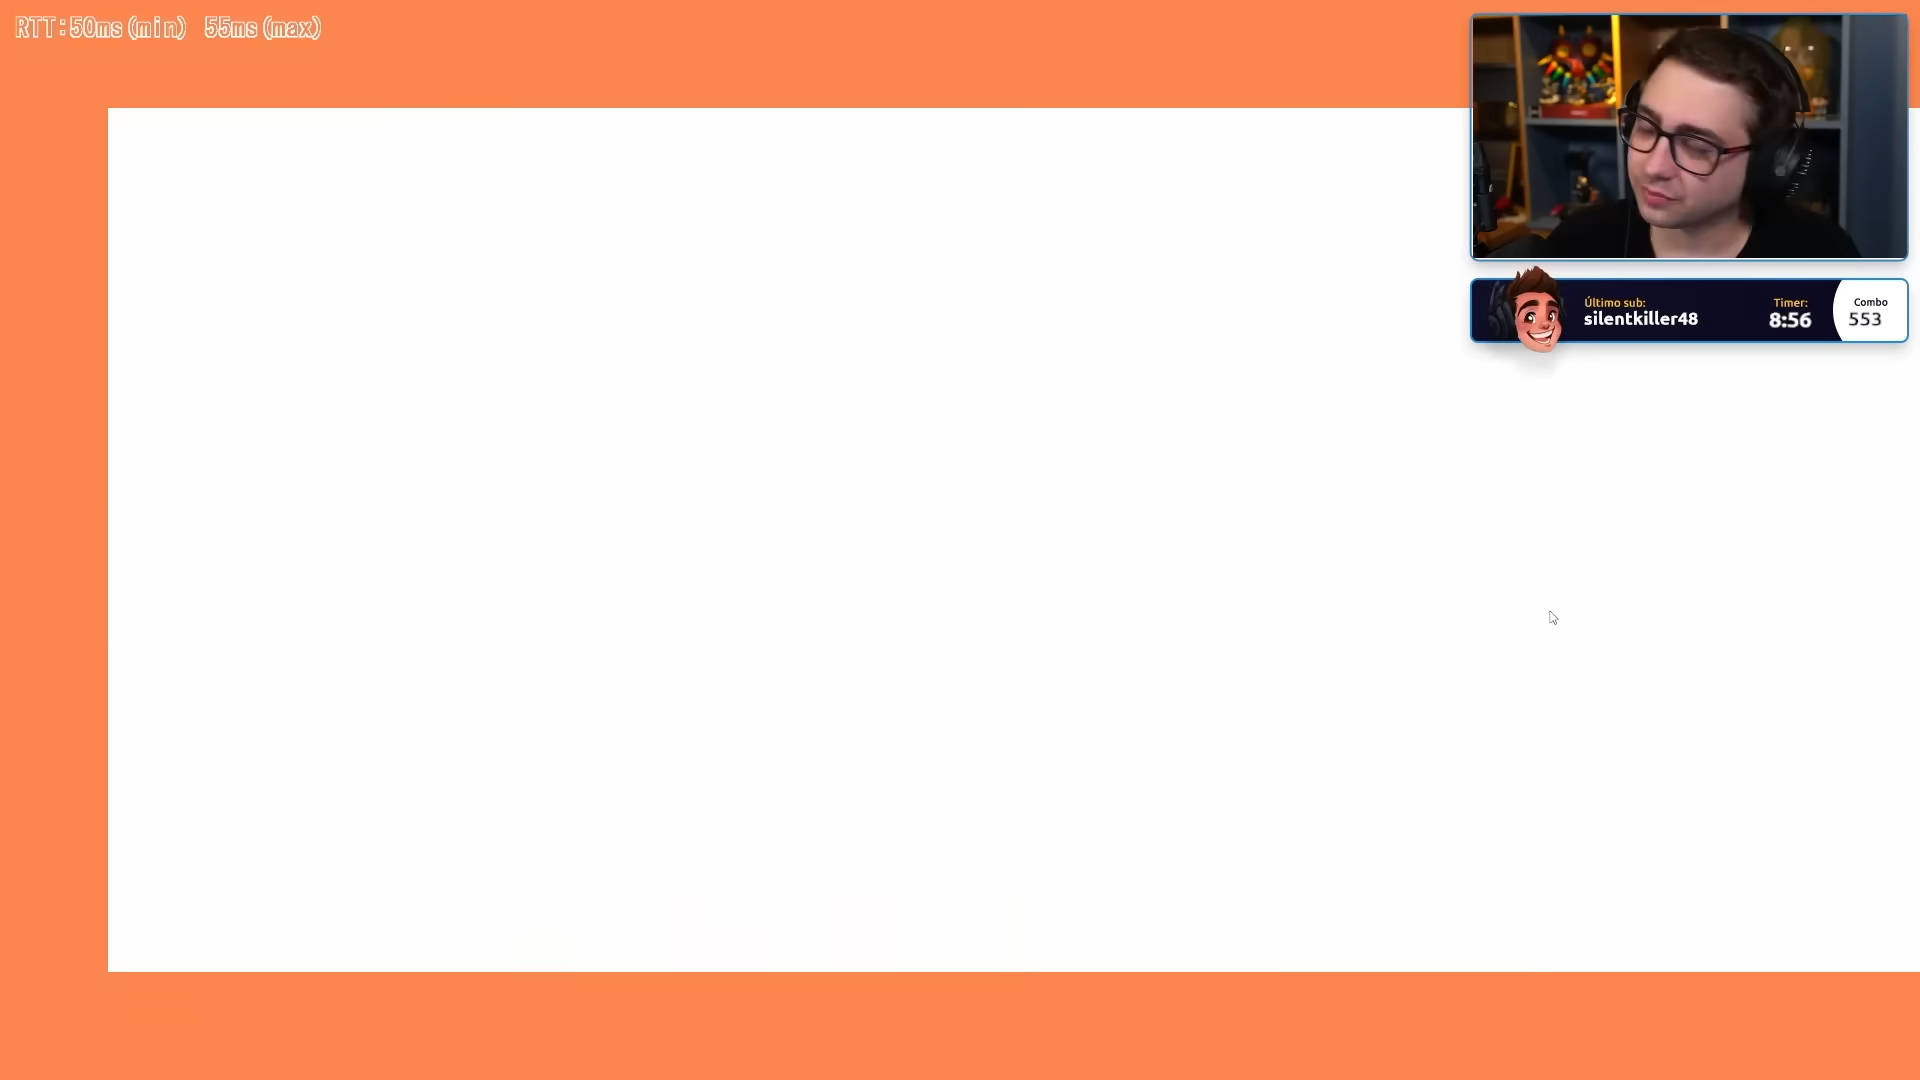 RTT:50ms(min) 55ms(max)
Último sub:
silentkiller48
Timer:
8:56
Combo
553